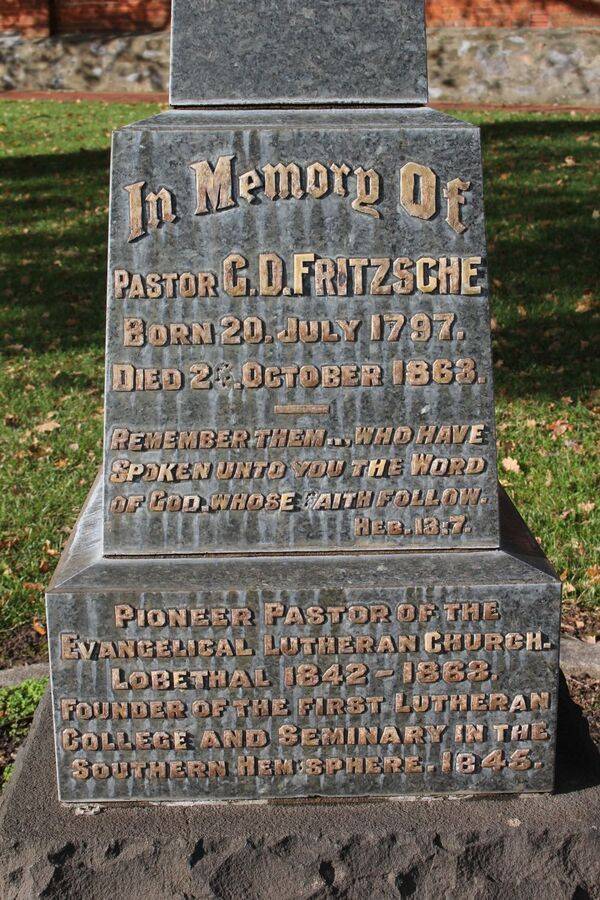 In Memory Of
PASTOR G.D. FRITZSCHE
BORN 20. JULY 1797.
DIED 26. OCTOBER 1863.
REMEMBER THEM... WHO HAVE
SPOKEN UNTO YOU THE WORD
OF GOD. WHOSE FAITH FOLLOW.
HEB. 13:7.
PIONEER PASTOR OF THE
EVANGELICAL LUTHERAN CHURCH.
LOBETHAL 1842 - 1863.
FOUNDER OF THE FIRST LUTHERAN
COLLEGE AND SEMINARY IN THE
SOUTHERN HEMISPHERE. 1845.